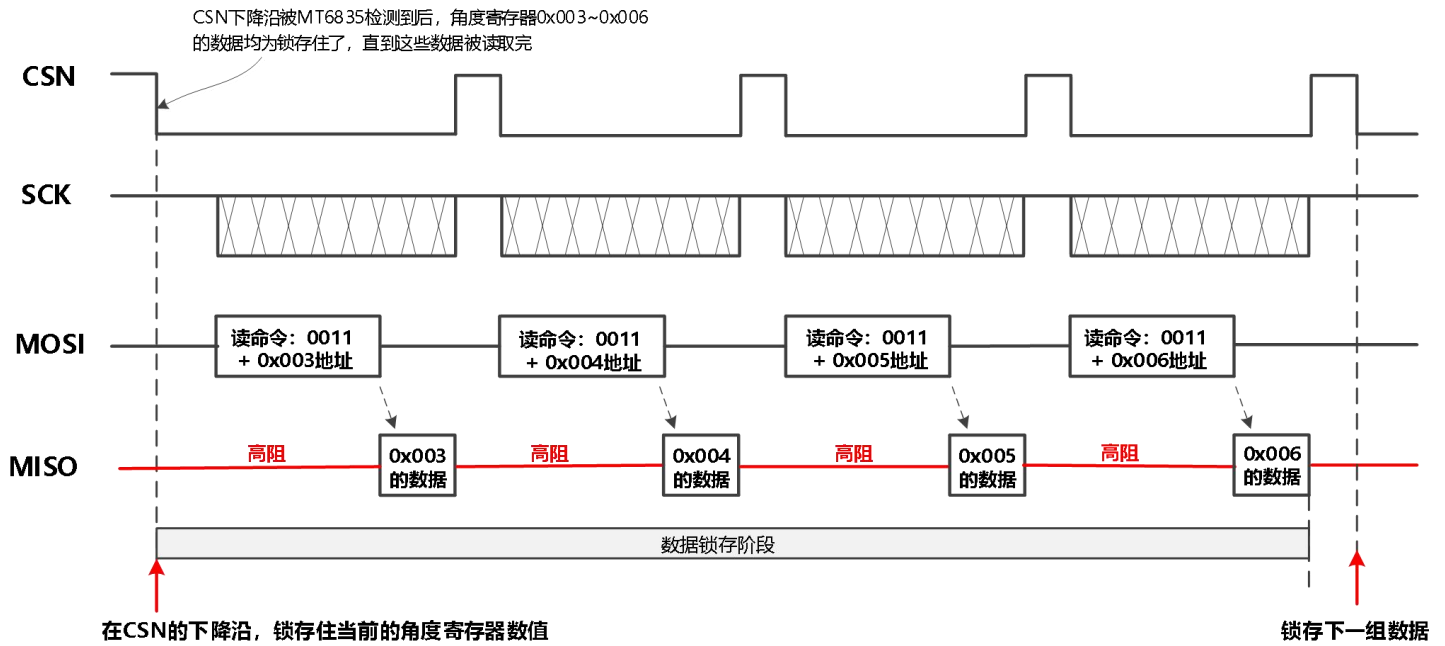 CSN下降沿被MT6835检测到后，角度寄存器0x003~0x006
的数据均为锁存住了，直到这些数据被读取完
CSN
SCK
MOSI
读命令：0011
+ 0x003地址
读命令：0011
+ 0x004地址
读命令：0011
+ 0x005地址
读命令：0011
+ 0x006地址
MISO
高阻
0x003
的数据
高阻
0x004
的数据
高阻
0x005
的数据
高阻
0x006
的数据
数据锁存阶段
在CSN的下降沿，锁存住当前的角度寄存器数值
锁存下一组数据